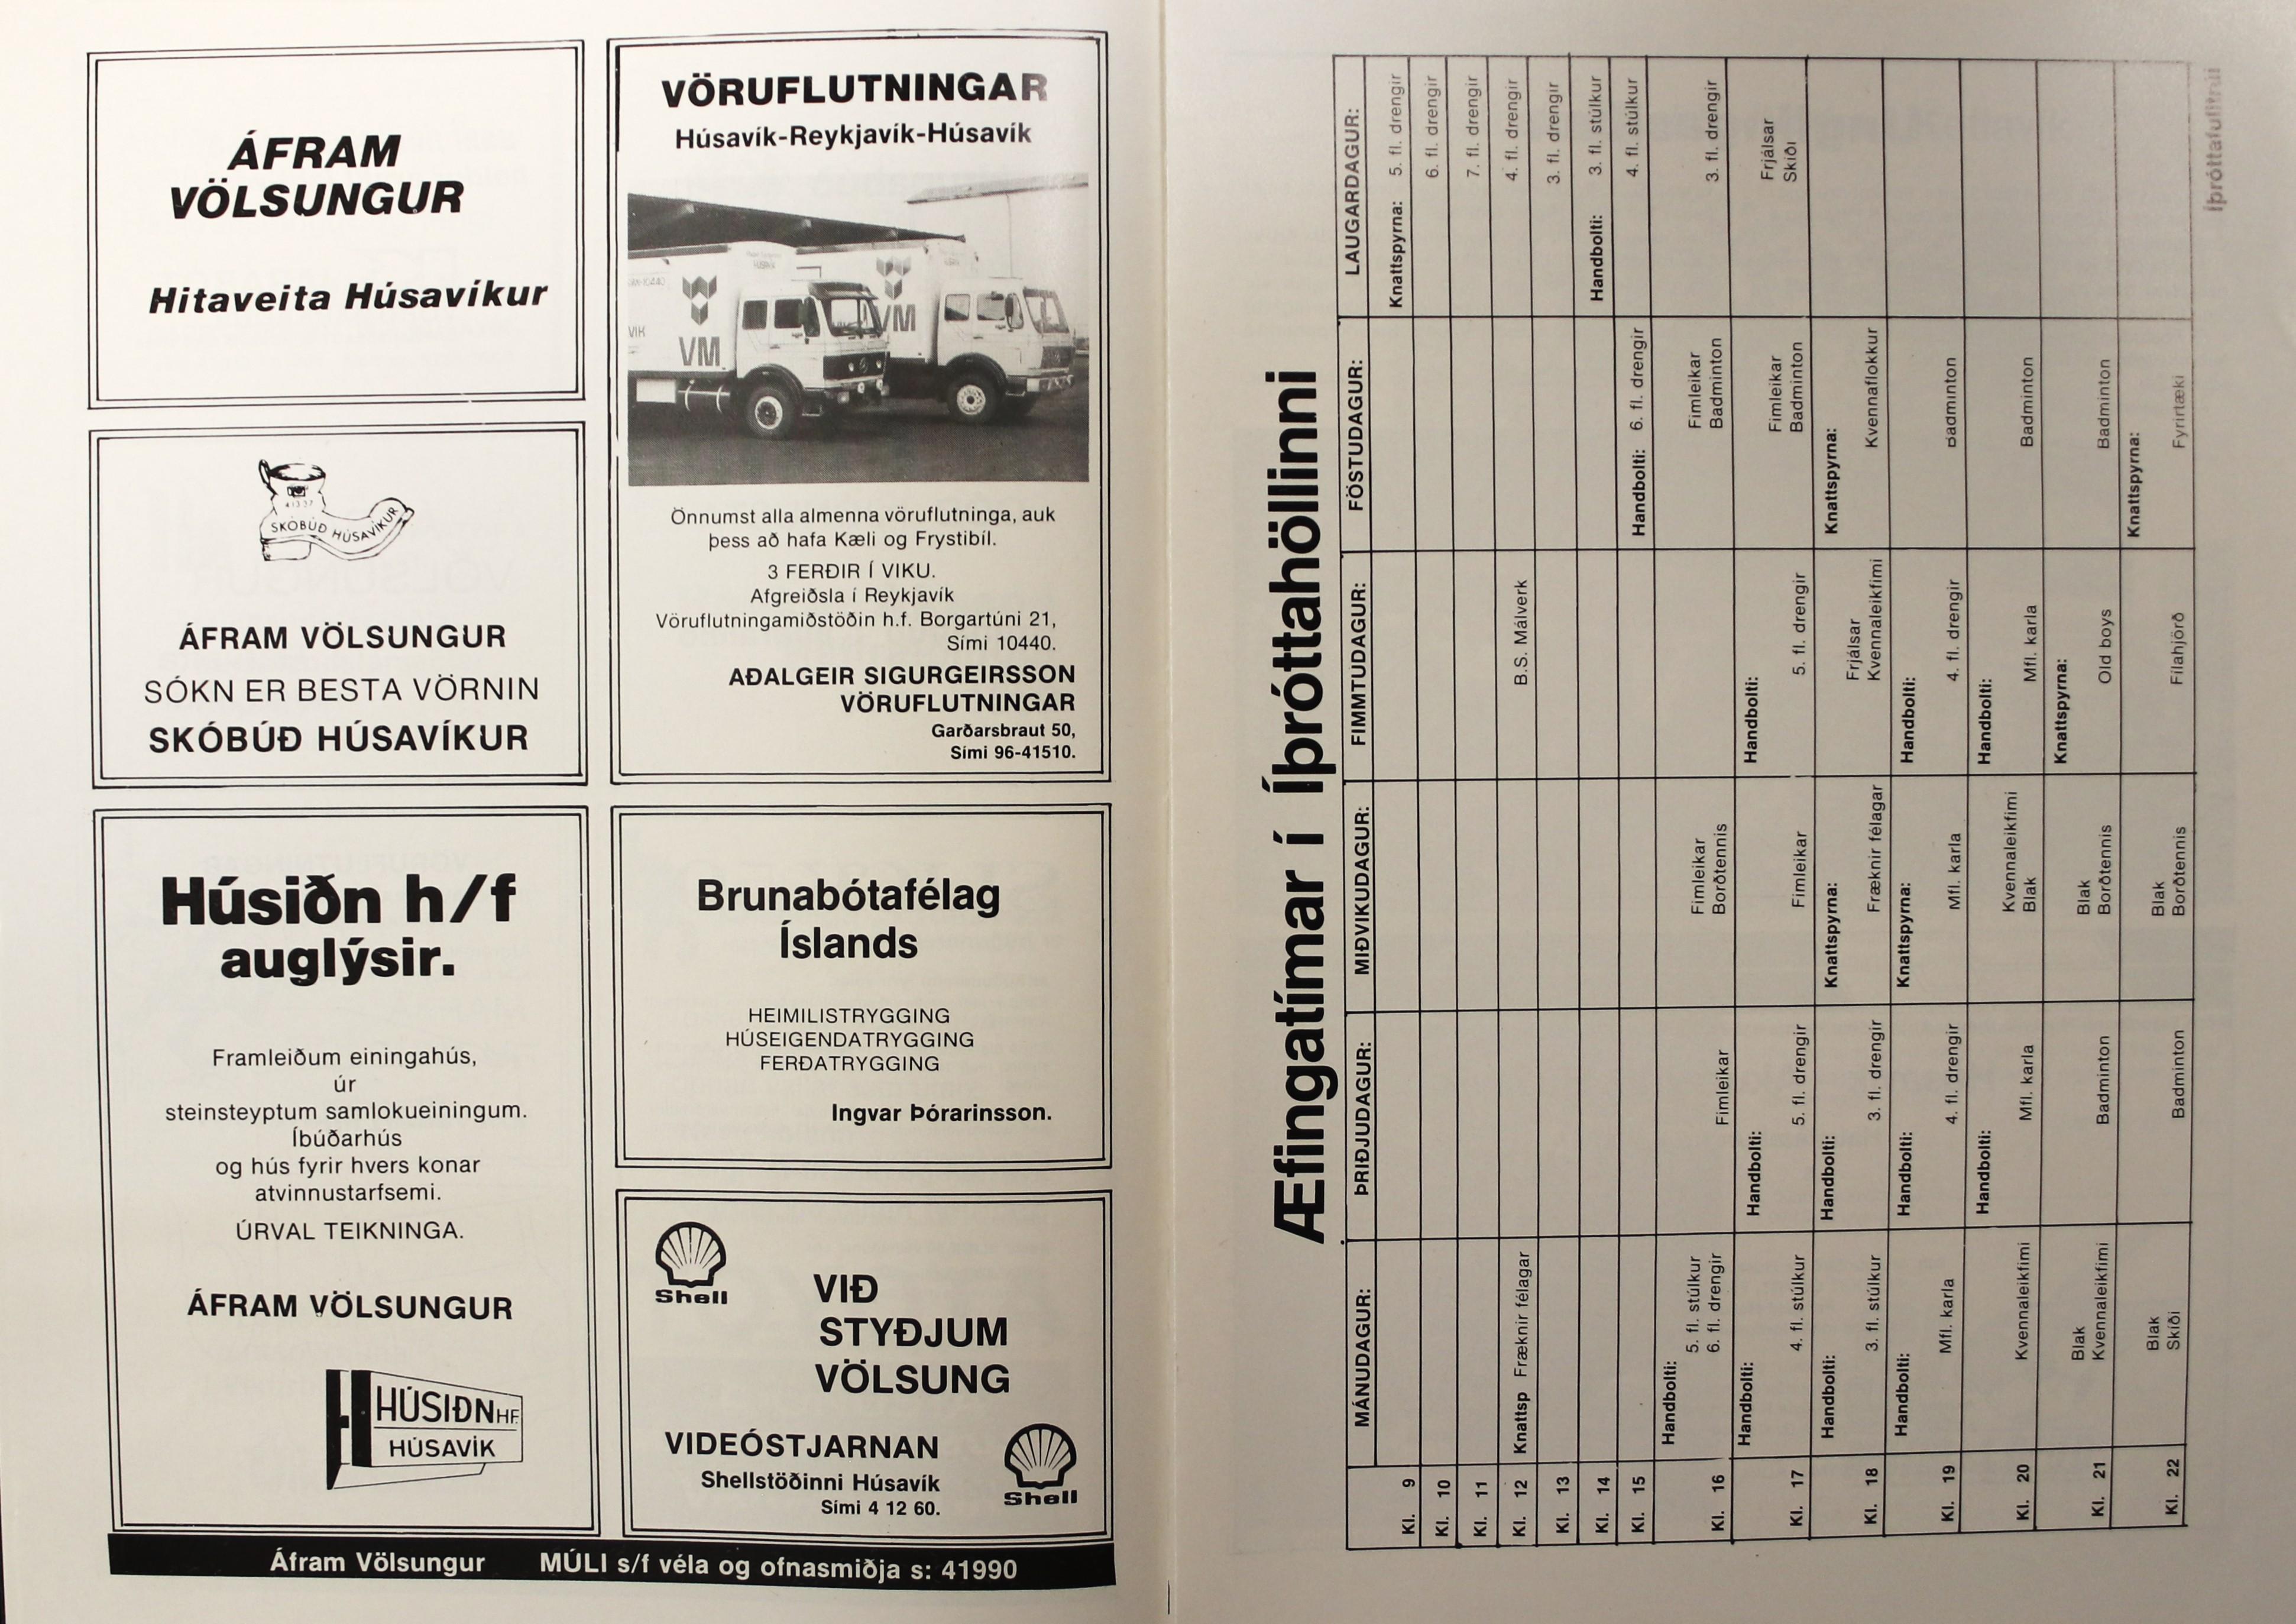 ÁFRAM
VÖLSUNGUR
Hitaveita Húsavíkur
41337
SKÓBÚÐ HÚSAVÍKUR
ÁFRAM VÖLSUNGUR
SÓKN ER BESTA VÖRNIN
SKÓBÚÐ HÚSAVÍKUR
Húsiðn h/f
auglýsir.
Framleiðum einingahús,
úr
steinsteyptum samlokueiningum.
Íbúðarhús
og hús fyrir hvers konar
atvinnustarfsemi.
ÚRVAL TEIKNINGA.
ÁFRAM VÖLSUNGUR
HÚSIÐN HF.
HÚSAVÍK
VÖRUFLUTNINGAR
Húsavík-Reykjavík-Húsavík
VM
VM
VIK
Önnumst alla almenna vöruflutninga, auk
þess að hafa Kæli og Frystibíl.
3 FERÐIR Í VIKU.
Afgreiðsla í Reykjavík
Vöruflutningamiðstöðin h.f. Borgartúni 21,
Sími 10440.
AÐALGEIR SIGURGEIRSSON
VÖRUFLUTNINGAR
Garðarsbraut 50,
Sími 96-41510.
Brunabótafélag
Íslands
HEIMILISTRYGGING
HÚSEIGENDATRYGGING
FERÐATRYGGING
Ingvar Þórarinsson.
Shell
VIÐ
STYÐJUM
VÖLSUNG
VIDEÓSTJARNAN
Shellstöðinni Húsavík
Sími 4 12 60.
Shell
Áfram Völsungur MÚLI s/f véla og ofnasmiðja s: 41990
Æfingatímar í íþróttahöllinni
MÁNUDAGUR: ÞRIÐJUDAGUR: MIÐVIKUDAGUR: FIMMTUDAGUR: FÖSTUDAGUR: LAUGARDAGUR:
Kl. 9 Knattspyrna: 5. fl. drengir
Kl. 10 6. fl. drengir
Kl. 11 7. fl. drengir
Kl. 12 Knattsp Fræknir félagar B.S. Málverk 4. fl. drengir
Kl. 13 3. fl. drengir
Kl. 14 Handbolti: 3. fl. stúlkur
Kl. 15 Handbolti: 6. fl. drengir 4. fl. stúlkur
Handbolti:
5. fl. stúlkur Fimleikar Fimleikar
Kl. 16 6. fl. drengir Fimleikar Borðtennis Badminton 3. fl. drengir
Handbolti: Handbolti: Handbolti: Fimleikar Frjálsar
Kl. 17 4. fl. stúlkur 5. fl. drengir Fimleikar 5. fl. drengir Badminton Skíði
Handbolti: Handbolti: Knattspyrna: Frjálsar Knattspyrna:
Kl. 18 3. fl. stúlkur 3. fl. drengir Fræknir félagar Kvennaleikfimi Kvennaflokkur
Handbolti: Handbolti: Knattspyrna: Handbolti:
Kl. 19 Mfl. karla 4. fl. drengir Mfl. karla 4. fl. drengir Badminton
Handbolti: Kvennaleikfimi Handbolti:
Kl. 20 Kvennaleikfimi Mfl. karla Blak Mfl. karla Badminton
Blak Blak Knattspyrna:
Kl. 21 Kvennaleikfimi Badminton Borðtennis Old boys Badminton
Blak Blak Knattspyrna:
Kl. 22 Skíði Badminton Borðtennis Fílahjörð Fyrirtæki
Íþróttafulltrúi